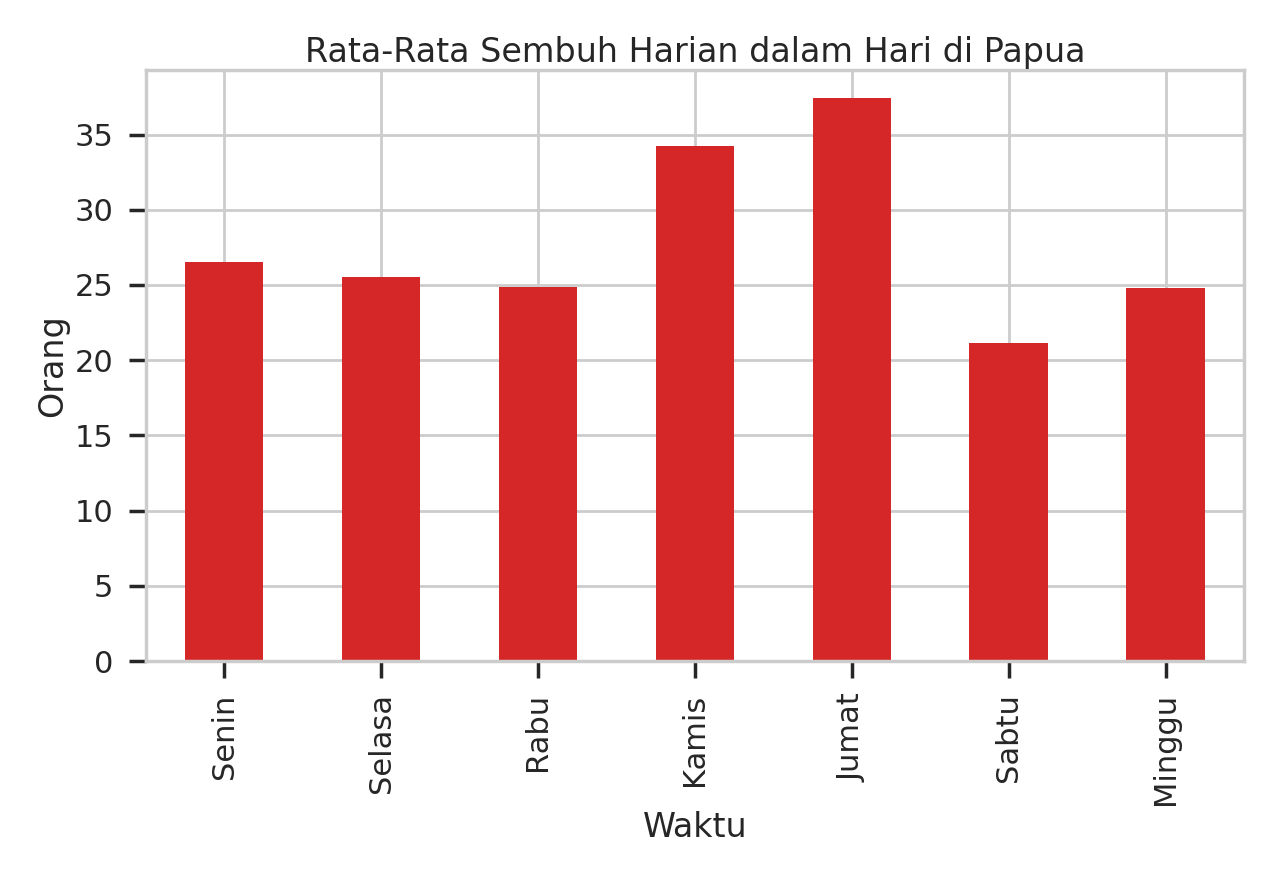 Rata-Rata Sembuh Harian dalam Hari di Papua
Orang
35
30
25
20
15
10
5
0
Senin
Selasa
Rabu
Kamis
Jumat
Sabtu
Minggu
Waktu